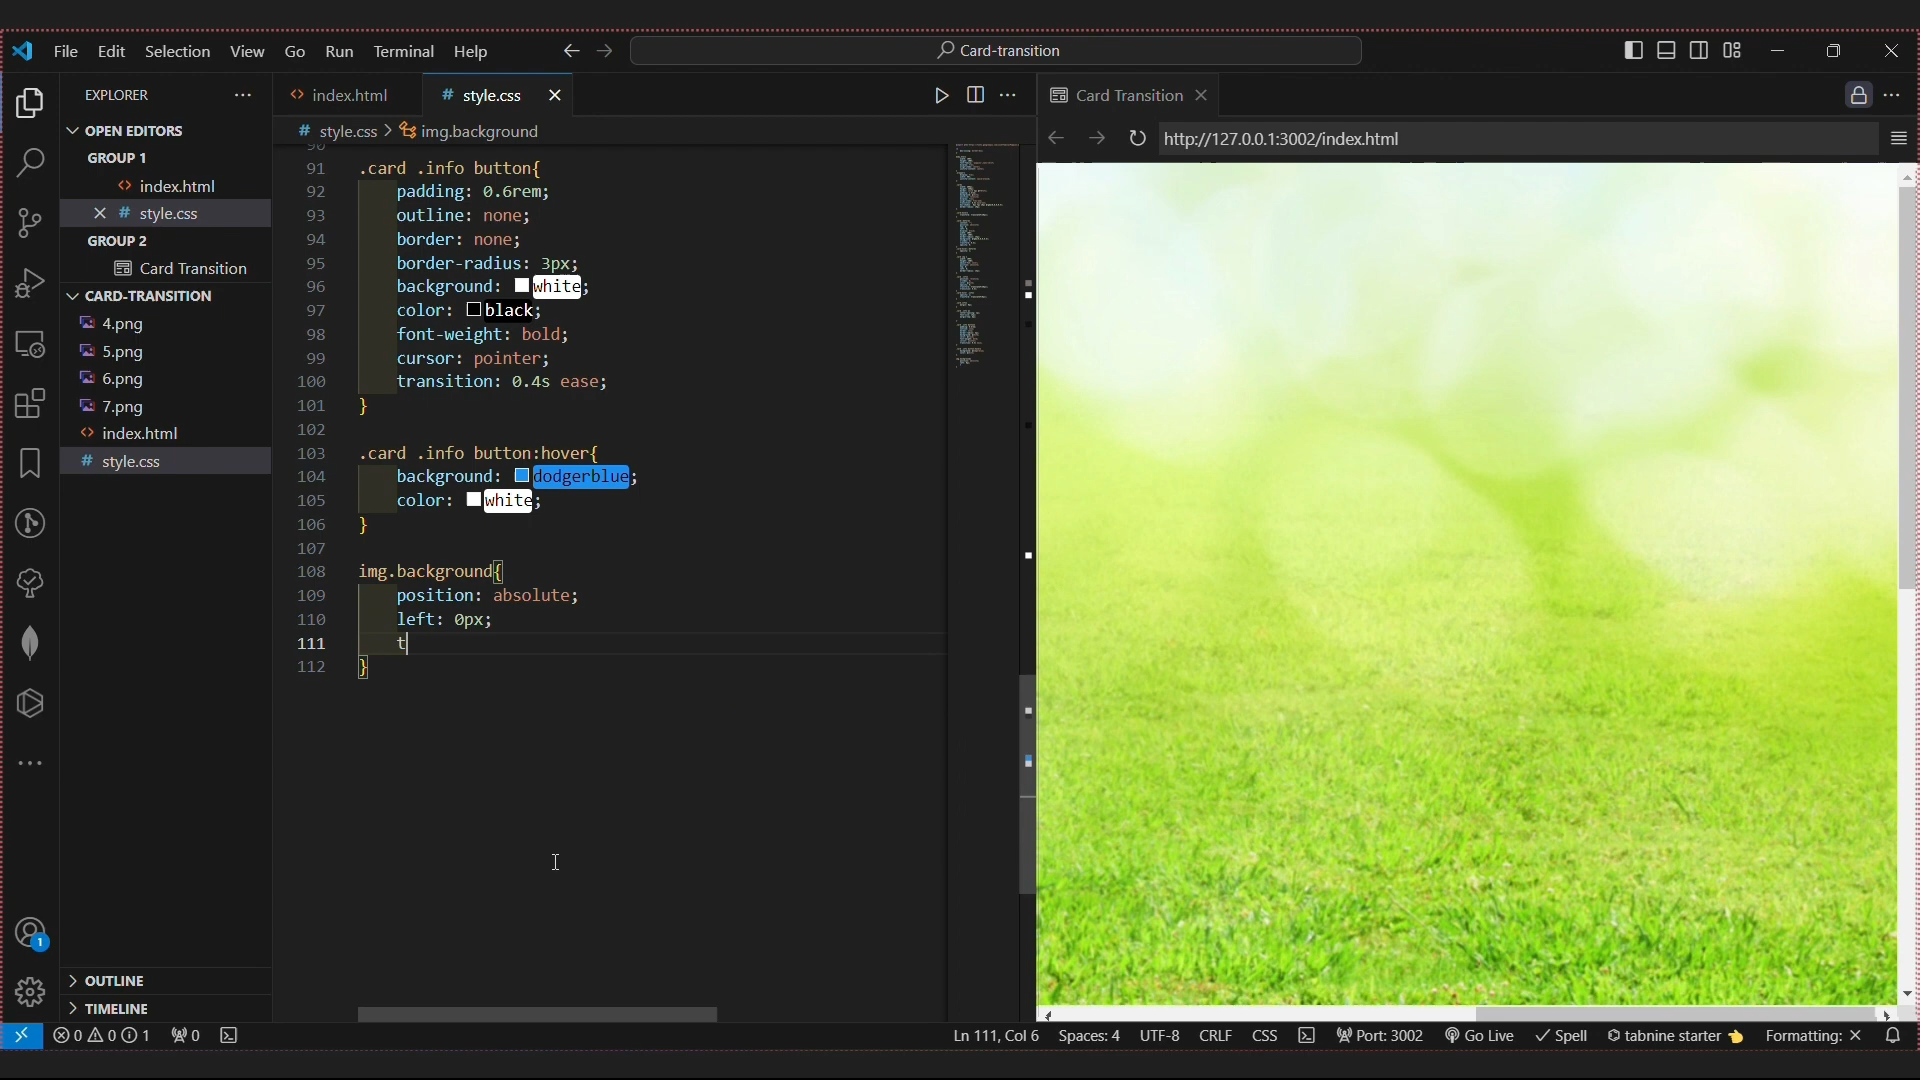 File Edit Selection View Go Run Terminal Help
Card-transition
EXPLORER
OPEN EDITORS
GROUP 1
<> index.html
# style.css
GROUP 2
Card Transition
CARD-TRANSITION
4.png
5.png
6.png
7.png
<> index.html
# style.css
OUTLINE
TIMELINE
1
<> index.html
# style.css
# style.css > img.background
91 .card .info button{
92 padding: 0.6rem;
93 outline: none;
94 border: none;
95 border-radius: 3px;
96 background: white;
97 color: black;
98 font-weight: bold;
99 cursor: pointer;
100 transition: 0.4s ease;
101 }
102
103 .card .info button:hover{
104 background: dodgerblue;
105 color: white;
106 }
107
108 img.background{
109 position: absolute;
110 left: 0px;
111 t
112 }
Card Transition
http://127.0.0.1:3002/index.html
0 0 1 0 Ln 111, Col 6 Spaces: 4 UTF-8 CRLF CSS Port: 3002 Go Live Spell tabnine starter Formatting: